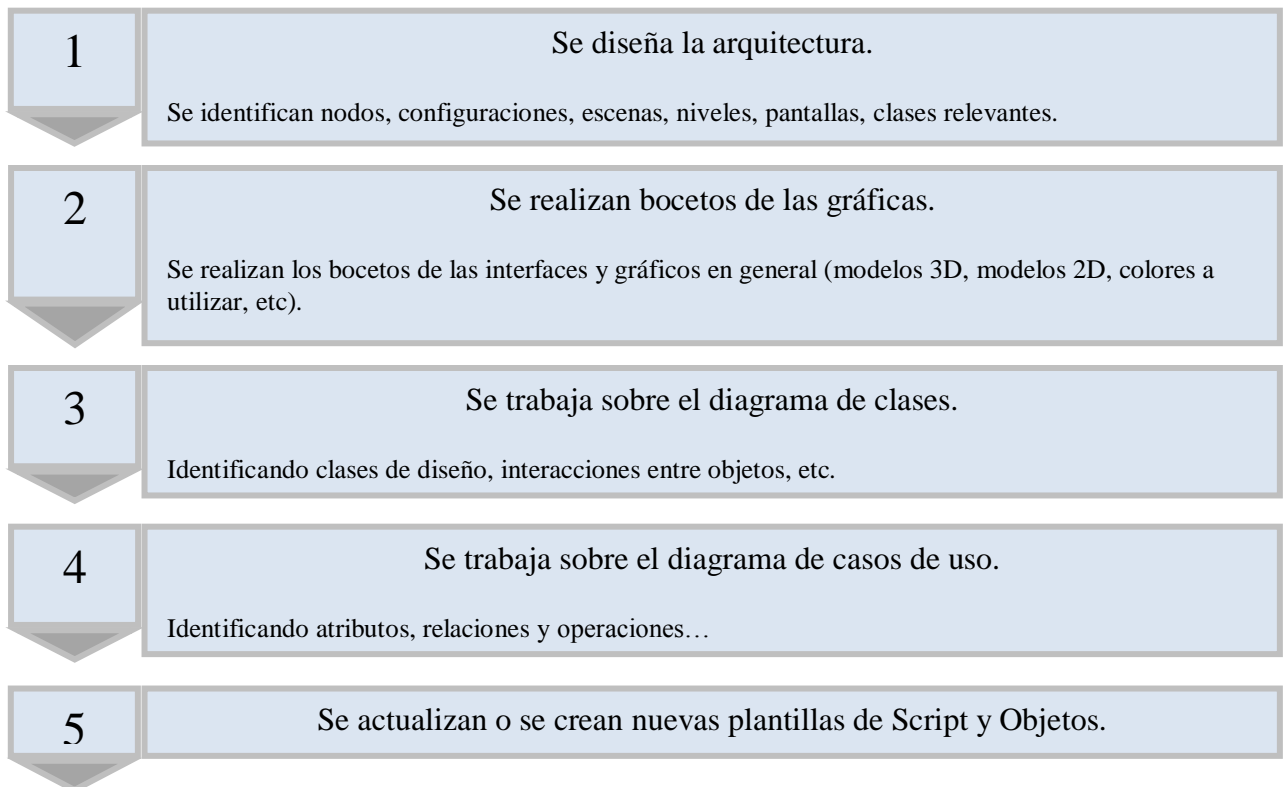 1
Se diseña la arquitectura.
Se identifican nodos, configuraciones, escenas, niveles, pantallas, clases relevantes.
2
Se realizan bocetos de las gráficas.
Se realizan los bocetos de las interfaces y gráficos en general (modelos 3D, modelos 2D, colores a
utilizar, etc).
3
Se trabaja sobre el diagrama de clases.
Identificando clases de diseño, interacciones entre objetos, etc.
4
Se trabaja sobre el diagrama de casos de uso.
Identificando atributos, relaciones y operaciones…
5
Se actualizan o se crean nuevas plantillas de Script y Objetos.